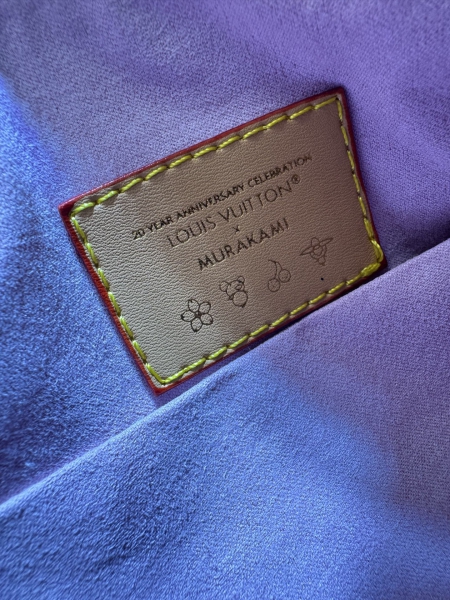 20 YEAR ANNIVERSARY CELEBRATION
LOUIS VUITTON®
x
MURAKAMI